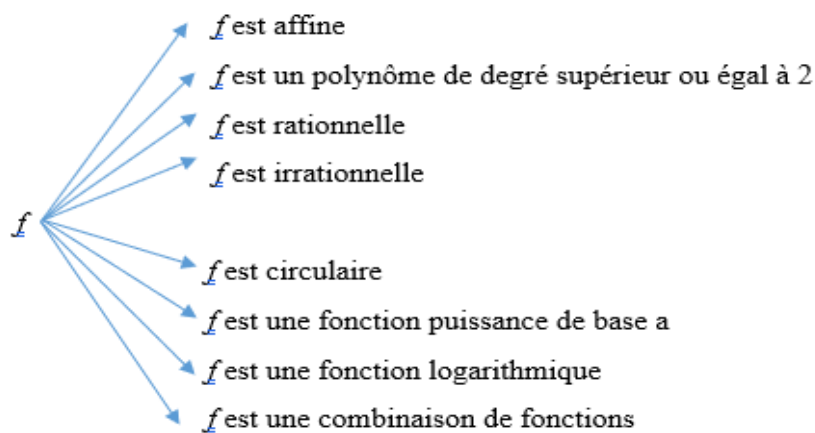 f est affine
f est un polynôme de degré supérieur ou égal à 2
f est rationnelle
f est irrationnelle
f
f est circulaire
f est une fonction puissance de base a
f est une fonction logarithmique
f est une combinaison de fonctions